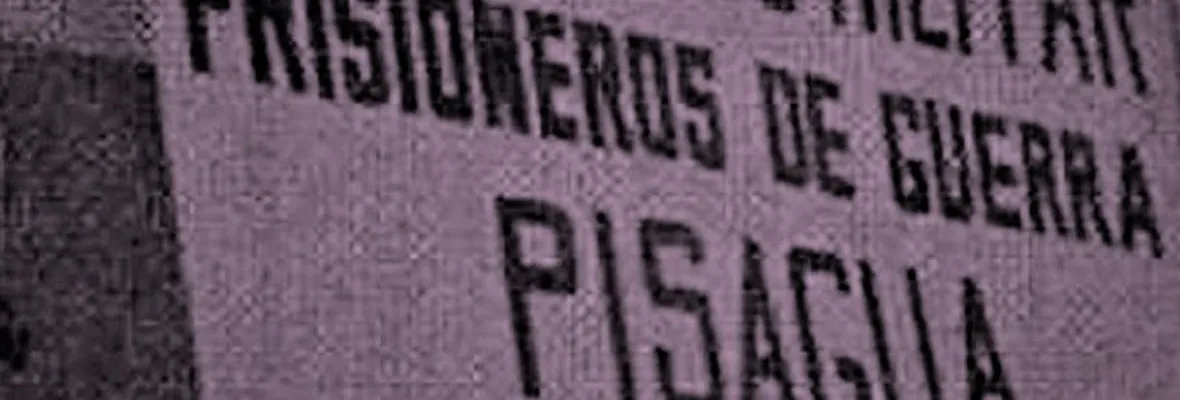 PRISIONEROS DE GUERRA
PISAGUA